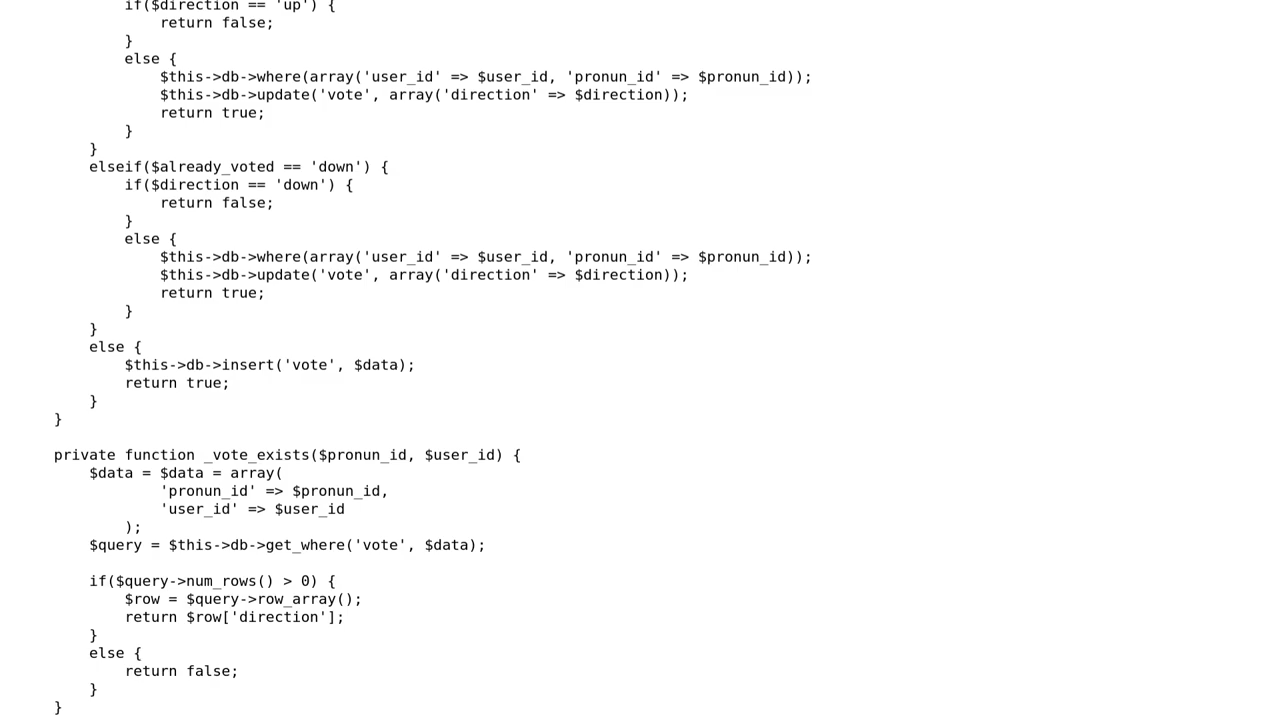 if($direction == 'up') {
return false;
}
else {
$this->db->where(array('user_id' => $user_id, 'pronun_id' => $pronun_id));
$this->db->update('vote', array('direction' => $direction));
return true;
}
}
elseif($already_voted == 'down') {
if($direction == 'down') {
return false;
}
else {
$this->db->where(array('user_id' => $user_id, 'pronun_id' => $pronun_id));
$this->db->update('vote', array('direction' => $direction));
return true;
}
}
else {
$this->db->insert('vote', $data);
return true;
}
}
private function _vote_exists($pronun_id, $user_id) {
$data = $data = array(
'pronun_id' => $pronun_id,
'user_id' => $user_id
);
$query = $this->db->get_where('vote', $data);
if($query->num_rows() > 0) {
$row = $query->row_array();
return $row['direction'];
}
else {
return false;
}
}